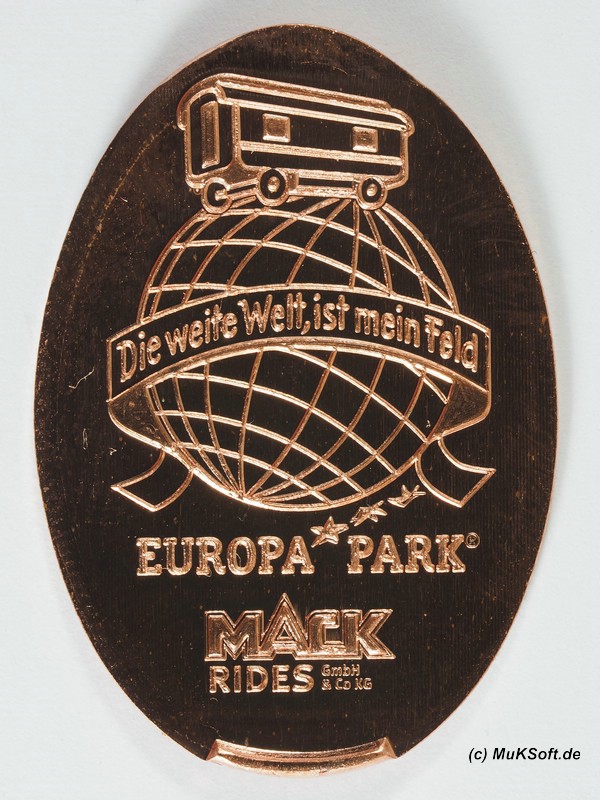 Die weite Welt, ist mein Feld
EUROPA PARK®
MACK
RIDES GmbH
& Co KG
(c) MuKSoft.de